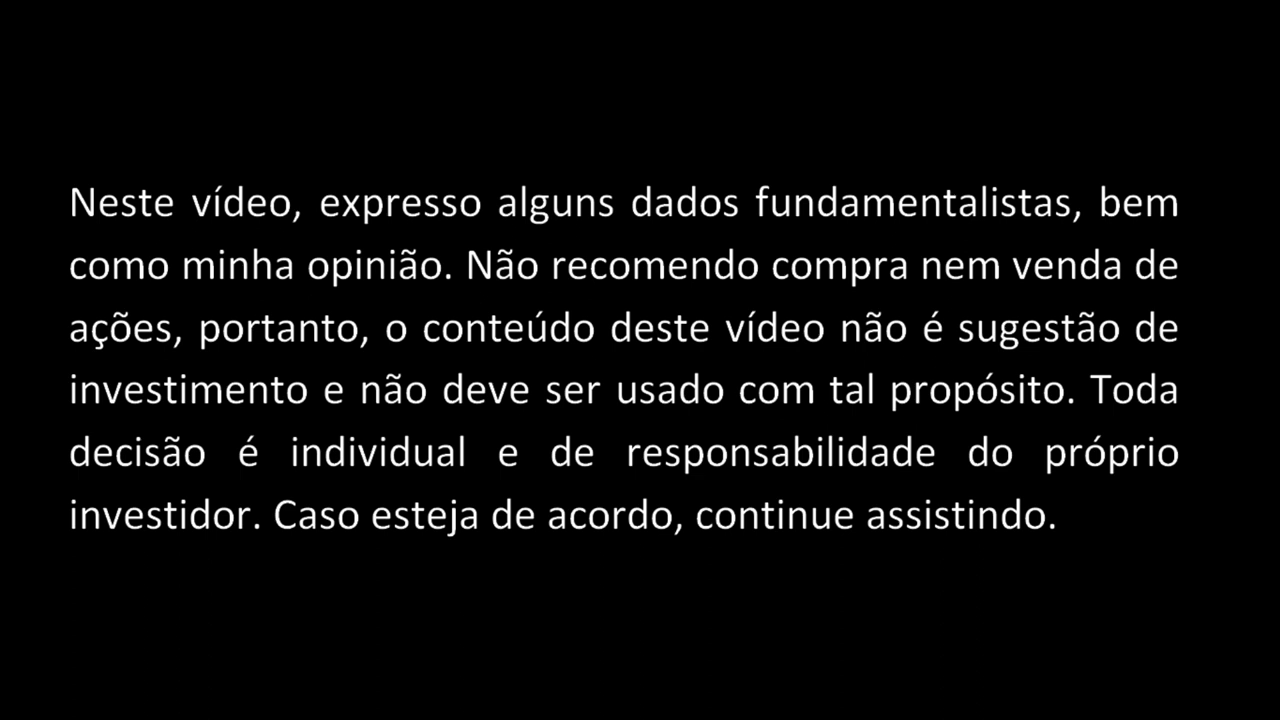 Neste vídeo, expresso alguns dados fundamentalistas, bem
como minha opinião. Não recomendo compra nem venda de
ações, portanto, o conteúdo deste vídeo não é sugestão de
investimento e não deve ser usado com tal propósito. Toda
decisão é individual e de responsabilidade do próprio
investidor. Caso esteja de acordo, continue assistindo.